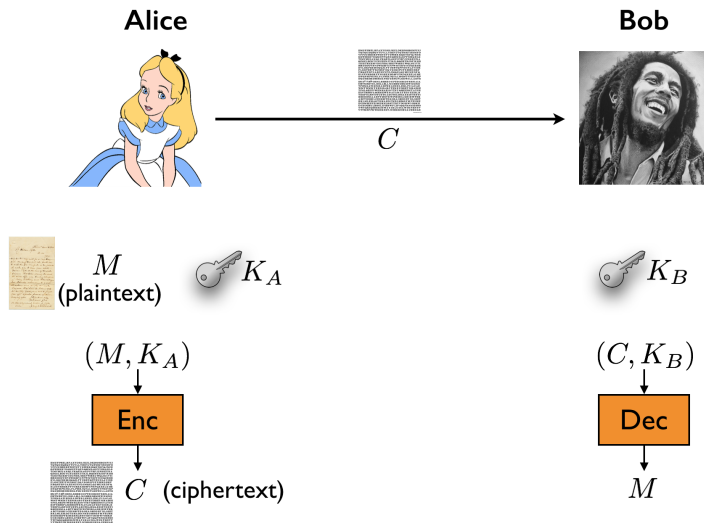 Alice
Bob
C
M
(plaintext)
K_A
K_B
(M, K_A)
(C, K_B)
Enc
Dec
C (ciphertext)
M